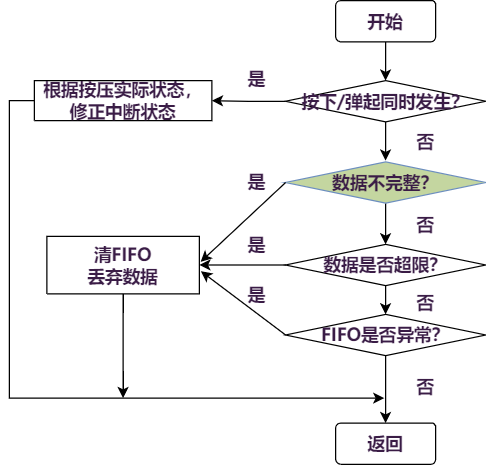 开始
是
根据按压实际状态，
修正中断状态
按下/弹起同时发生?
否
是
数据不完整?
否
清FIFO
丢弃数据
是
数据是否超限?
是
否
FIFO是否异常?
否
返回